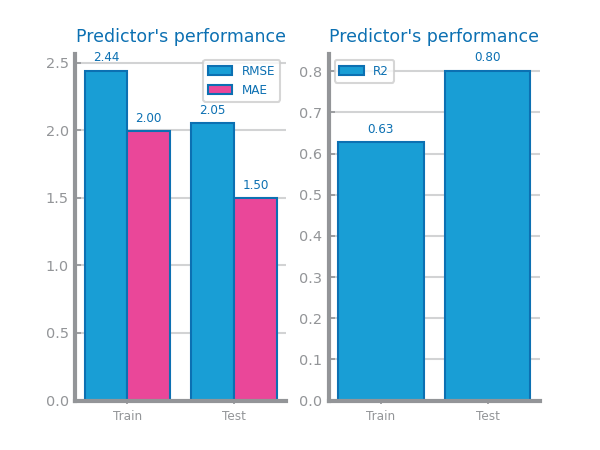 Predictor's performance
2.5
2.0
1.5
1.0
0.5
0.0
2.44
2.00
2.05
1.50
RMSE
MAE
Train
Test
Predictor's performance
0.8
0.7
0.6
0.5
0.4
0.3
0.2
0.1
0.0
R2
0.63
0.80
Train
Test